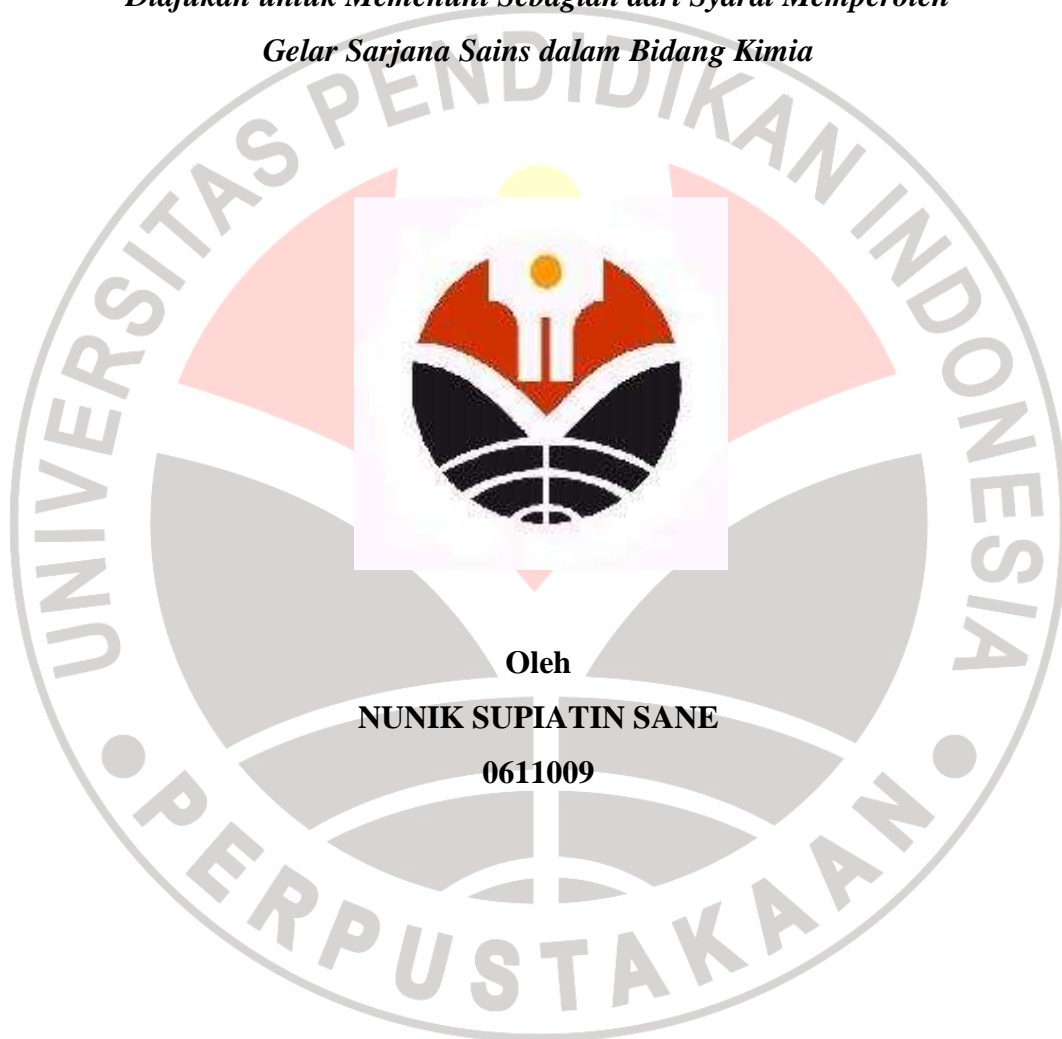 Diajukan untuk Memenuhi Sebagian dari Syarat Memperoleh
Gelar Sarjana Sains dalam Bidang Kimia
UNIVERSITAS PENDIDIKAN INDONESIA
Oleh
NUNIK SUPIATIN SANE
0611009
PERPUSTAKAAN